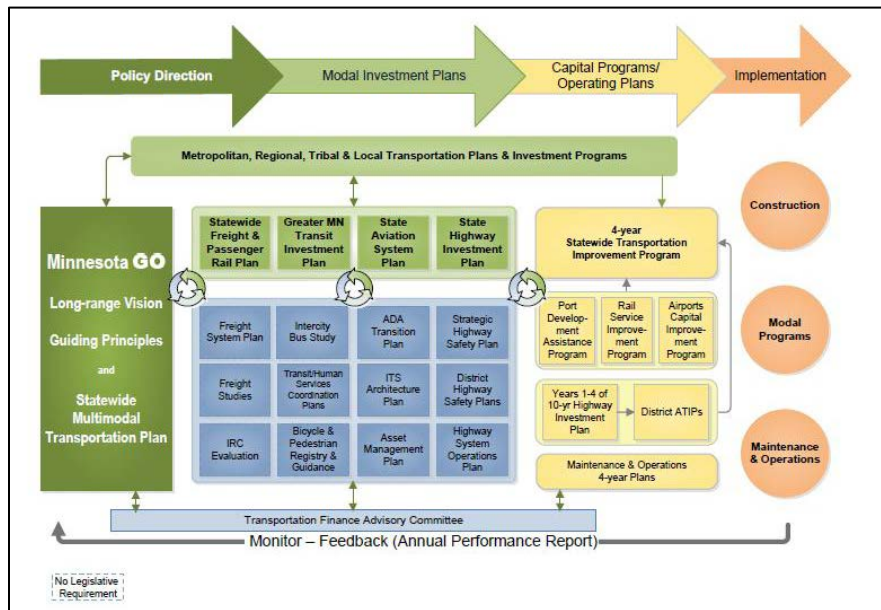 Policy Direction
Modal Investment Plans
Capital Programs/
Operating Plans
Implementation
Metropolitan, Regional, Tribal & Local Transportation Plans & Investment Programs
Minnesota GO
Long-range Vision
Guiding Principles
and
Statewide
Multimodal
Transportation Plan
Statewide
Freight &
Passenger
Rail Plan
Greater MN
Transit
Investment
Plan
State
Aviation
System
Plan
State
Highway
Investment
Plan
Freight
System Plan
Intercity
Bus Study
ADA
Transition
Plan
Strategic
Highway
Safety Plan
Freight
Studies
Transit/Human
Services
Coordination
Plans
ITS
Architecture
Plan
District
Highway
Safety Plans
IRC
Evaluation
Bicycle &
Pedestrian
Registry &
Guidance
Asset
Management
Plan
Highway
System
Operations
Plan
4-year
Statewide Transportation
Improvement Program
Port
Develop-
ment
Assistance
Program
Rail
Service
Improve-
ment
Program
Airports
Capital
Improve-
ment
Program
Years 1-4 of
10-yr Highway
Investment
Plan
District ATIPs
Maintenance & Operations
4-year Plans
Construction
Modal
Programs
Maintenance
& Operations
Transportation Finance Advisory Committee
Monitor – Feedback (Annual Performance Report)
No Legislative
Requirement